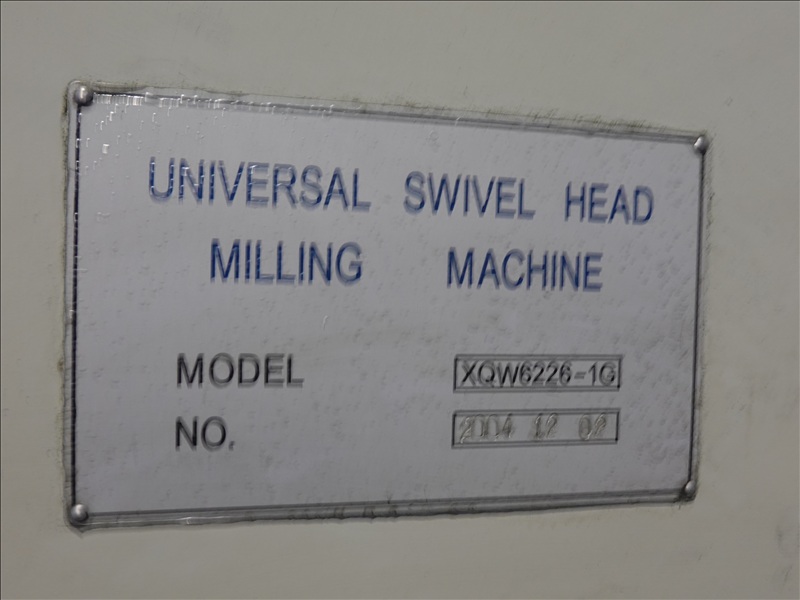 UNIVERSAL SWIVEL HEAD
MILLING MACHINE
MODEL XQW6226-1G
NO. 2004 12 02